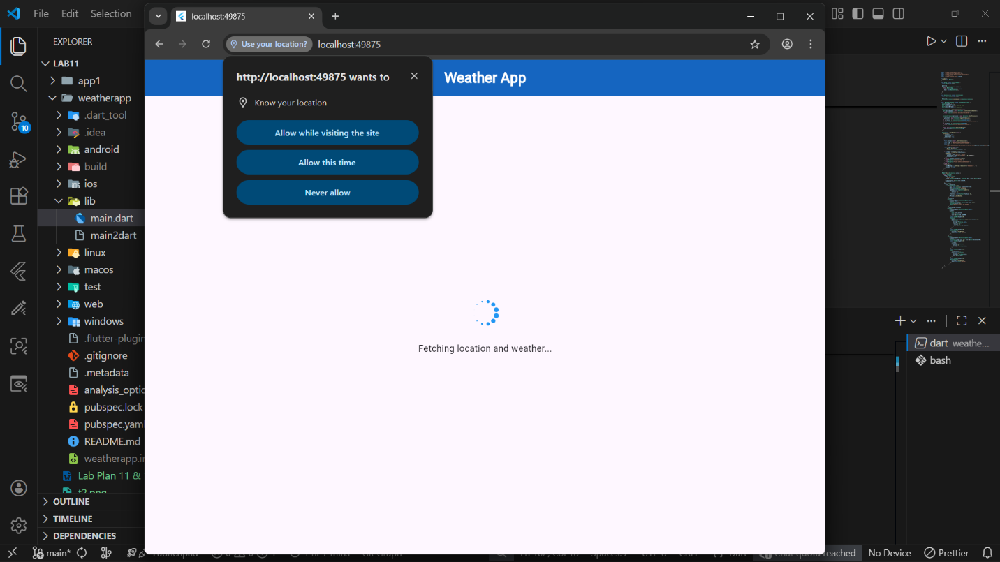 File Edit Selection
localhost:49875
Use your location? localhost:49875
EXPLORER
LAB11
app1
weatherapp
.dart_tool
.idea
android
build
ios
lib
main.dart
main2dart
linux
macos
test
web
windows
.flutter-plugin
.gitignore
.metadata
analysis_optio
pubspec.lock
pubspec.yam
README.md
weatherapp.i
Lab Plan 11 &
t2.png
OUTLINE
TIMELINE
DEPENDENCIES
10
Weather App
http://localhost:49875 wants to
Know your location
Allow while visiting the site
Allow this time
Never allow
Fetching location and weather...
dart weathe...
bash
main*
Chat quota reached
No Device
Prettier